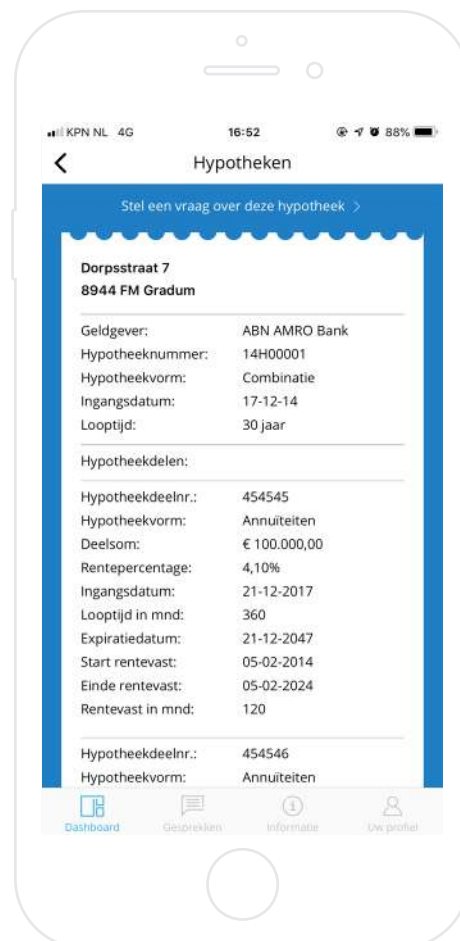 KPN NL 4G 16:52 88%
Hypotheken
Stel een vraag over deze hypotheek >
Dorpsstraat 7
8944 FM Gradum
Geldgever: ABN AMRO Bank
Hypotheeknummer: 14H00001
Hypotheekvorm: Combinatie
Ingangsdatum: 17-12-14
Looptijd: 30 jaar
Hypotheekdelen:
Hypotheekdeelnr.: 454545
Hypotheekvorm: Annuïteiten
Deelsom: € 100.000,00
Rentepercentage: 4,10%
Ingangsdatum: 21-12-2017
Looptijd in mnd: 360
Expiratiedatum: 21-12-2047
Start rentevast: 05-02-2014
Einde rentevast: 05-02-2024
Rentevast in mnd: 120
Hypotheekdeelnr.: 454546
Hypotheekvorm: Annuïteiten
Dashboard Gesprekken Informatie Uw profiel